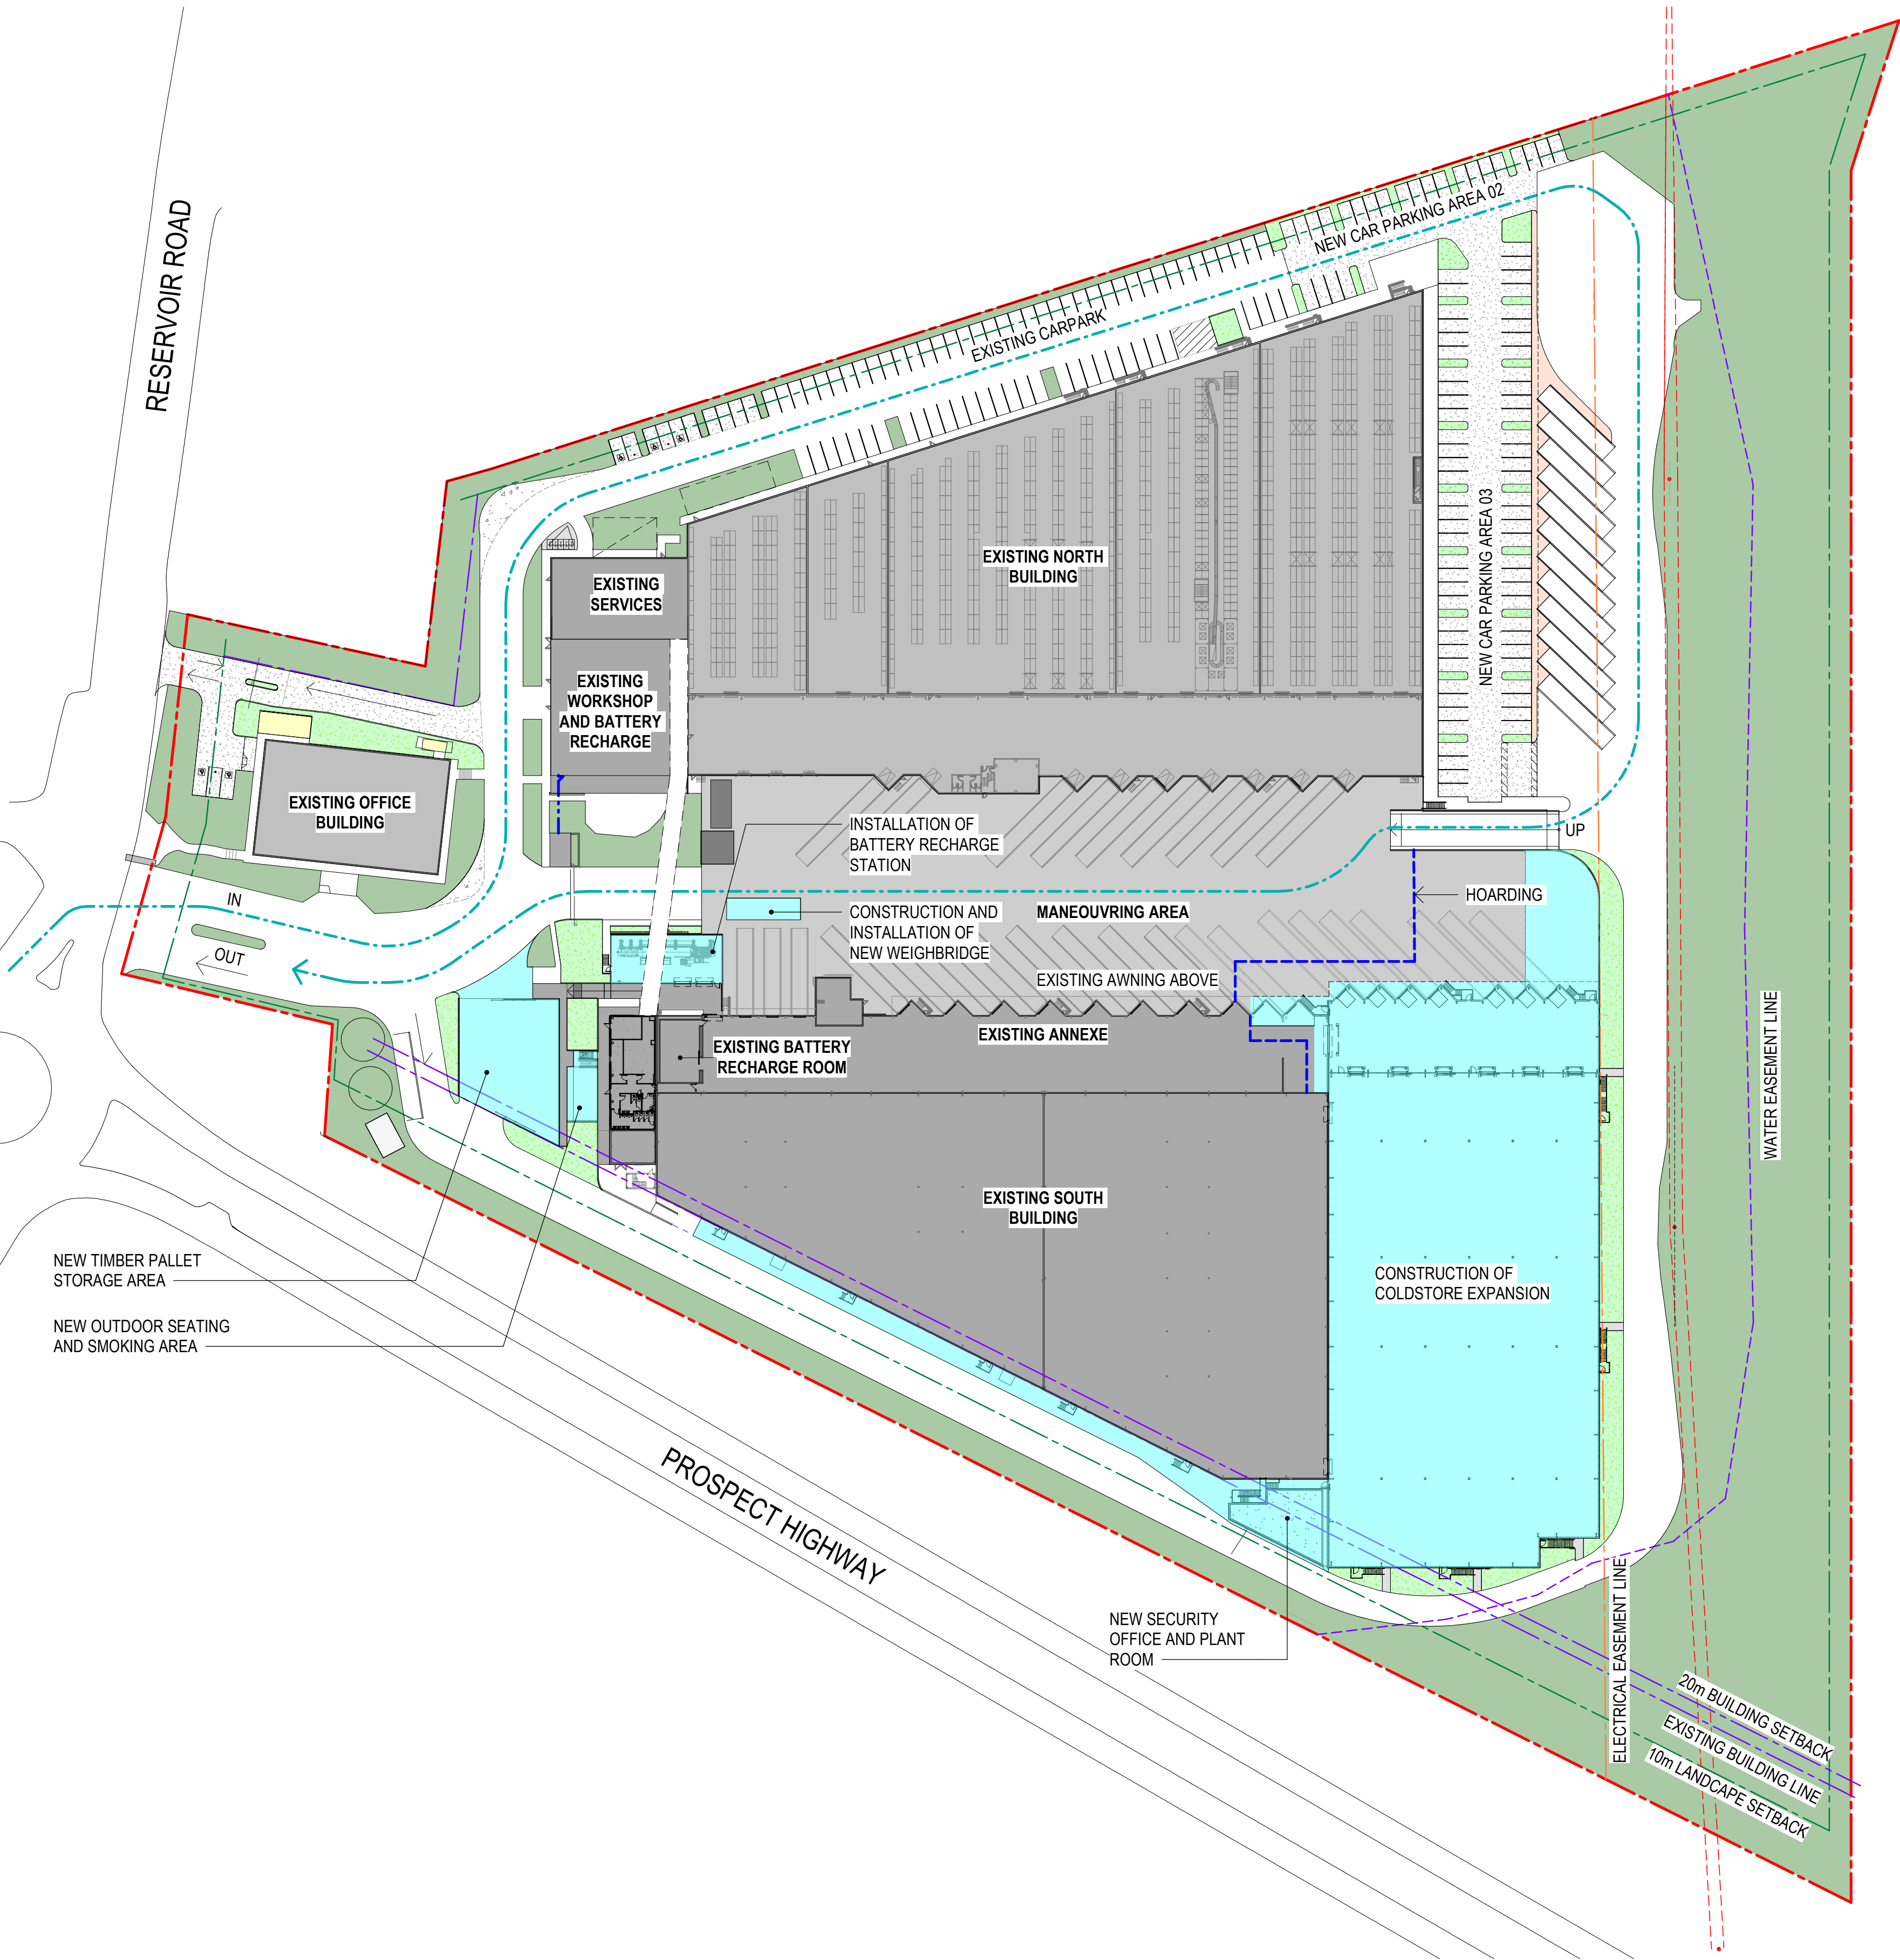 RESERVOIR ROAD
NEW CAR PARKING AREA 02
EXISTING CARPARK
NEW CAR PARKING AREA 03
EXISTING NORTH
BUILDING
EXISTING
SERVICES
EXISTING
WORKSHOP
AND BATTERY
RECHARGE
EXISTING OFFICE
BUILDING
INSTALLATION OF
BATTERY RECHARGE
STATION
UP
HOARDING
IN
OUT
CONSTRUCTION AND
INSTALLATION OF
NEW WEIGHBRIDGE
MANEOUVRING AREA
EXISTING AWNING ABOVE
EXISTING ANNEXE
EXISTING BATTERY
RECHARGE ROOM
WATER EASEMENT LINE
EXISTING SOUTH
BUILDING
NEW TIMBER PALLET
STORAGE AREA
CONSTRUCTION OF
COLDSTORE EXPANSION
NEW OUTDOOR SEATING
AND SMOKING AREA
PROSPECT HIGHWAY
NEW SECURITY
OFFICE AND PLANT
ROOM
ELECTRICAL EASEMENT LINE
20m BUILDING SETBACK
EXISTING BUILDING LINE
10m LANDSCAPE SETBACK